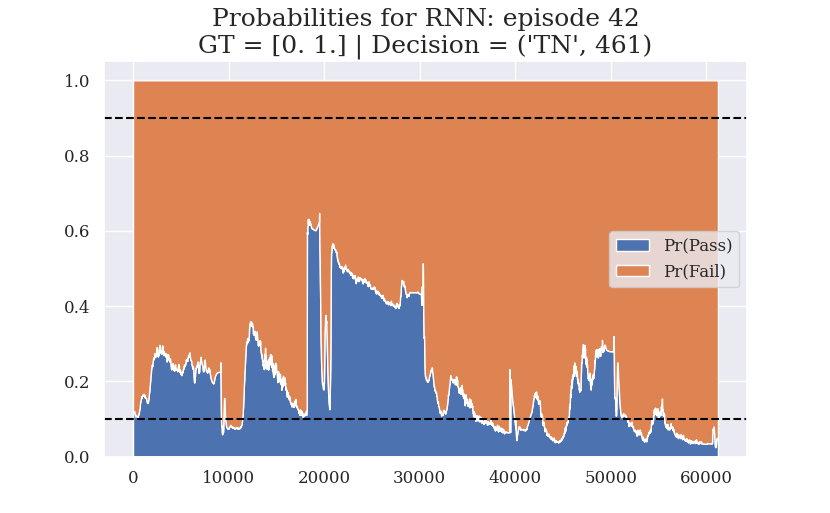 Probabilities for RNN: episode 42
GT = [0. 1.] | Decision = ('TN', 461)
1.0
0.8
0.6
0.4
0.2
0.0
Pr(Pass)
Pr(Fail)
0 10000 20000 30000 40000 50000 60000